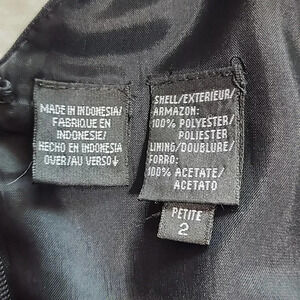 MADE IN INDONESIA/
FABRIQUE EN
INDONESIE/
HECHO EN INDONESIA
OVER/AU VERSO↓
SHELL/EXTERIEUR/
ARMAZON:
100% POLYESTER/
POLIESTER
LINING/DOUBLURE/
FORRO:
100% ACETATE/
ACETATO
PETITE
2